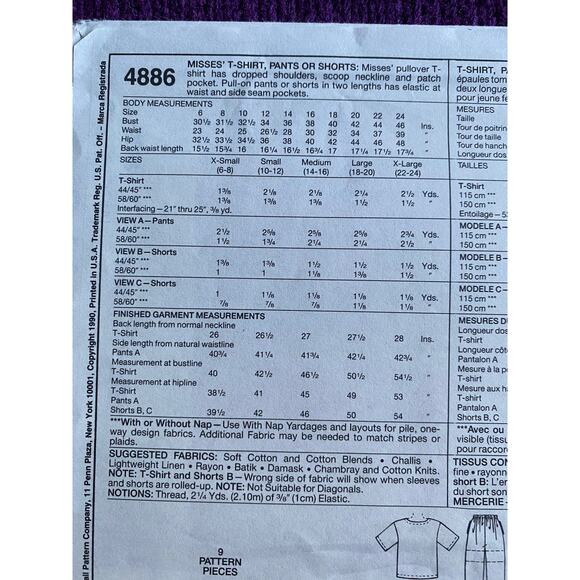 4886
MISSES' T-SHIRT, PANTS OR SHORTS: Misses' pullover T-
shirt has dropped shoulders, scoop neckline and patch
pocket. Pull-on pants or shorts in two lengths has elastic at
waist and side seam pockets.
BODY MEASUREMENTS
Size 6 8 10 12 14 16 18 20 22 24
Bust 30½ 31½ 32½ 34 36 38 40 42 44 46 Ins.
Waist 23 24 25 26½ 28 30 32 34 37 39 "
Hip 32½ 33½ 34½ 36 38 40 42 44 46 48 "
Back waist length 15½ 15¾ 16 16¼ 16½ 16¾ 17 17¼ 17½ 17¾ "
SIZES X-Small Small Medium Large X-Large
(6-8) (10-12) (14-16) (18-20) (22-24)
T-Shirt
44/45" *** 1⅜ 2⅛ 2⅛ 2¼ 2½ Yds.
58/60" *** 1⅜ 1⅜ 1⅜ 1½ 1½ "
Interfacing – 21" thru 25", ⅜ yd.
VIEW A – Pants
44/45" *** 2½ 2⅝ 2⅝ 2⅝ 2¾ Yds.
58/60" *** 1½ 1¾ 2¼ 2¼ 2½ "
VIEW B – Shorts
44/45" *** 1⅜ 1⅜ 1½ 1½ 1½ Yds.
58/60" *** 1 1 1⅛ 1⅜ 1½ "
VIEW C – Shorts
44/45" *** 1 1⅛ 1⅛ 1⅛ 1⅛ Yds.
58/60" *** ⅞ ⅞ ⅞ 1⅛ 1⅛ "
FINISHED GARMENT MEASUREMENTS
Back length from normal neckline
T-Shirt 26 26½ 27 27½ 28 Ins.
Side length from natural waistline
Pants A 40¾ 41¼ 41¾ 42¼ 42¾ "
Measurement at bustline
T-Shirt 40 42½ 46½ 50½ 54½ "
Measurement at hipline
T-Shirt 38½ 41 45 49 53 "
Pants A
Shorts B, C 39½ 42 46 50 54 "
***With or Without Nap – Use With Nap Yardages and layouts for pile, one-
way design fabrics. Additional Fabric may be needed to match stripes or
plaids.
SUGGESTED FABRICS: Soft Cotton and Cotton Blends • Challis •
Lightweight Linen • Rayon • Batik • Damask • Chambray and Cotton Knits.
NOTE: T-Shirt and Shorts B – Wrong side of fabric will show when sleeves
and shorts are rolled-up. NOTE: Not Suitable for Diagonals.
NOTIONS: Thread, 2¼ Yds. (2.10m) of ⅜" (1cm) Elastic.
9
PATTERN
PIECES
T-SHIRT,
épaules tom
deux longue
pour jeune f
MESURES
Taille
Tour de poitrin
Tour de taille
Tour de hanch
Longueur dos
TAILLES
T-Shirt
115 cm ***
150 cm ***
Entoilage – 53
MODELE A–
115 cm ***
150 cm ***
MODELE B–
115 cm ***
150 cm ***
MODELE C–
115 cm ***
150 cm ***
MESURES DU
Longueur dos
T-shirt
Longueur côt
Pantalon A
Mesure à la p
T-Shirt
Mesure aux h
T-Shirt
Pantalon A
Short B, C
***Avec ou
visible (tissu
pour raccor
TISSUS CON
fine • rayonn
short B: L'er
du short son
MERCERIE –
all Pattern Company, 11 Penn Plaza, New York 10001, Copyright 1990, Printed in U.S.A. Trademark Reg. U.S. Pat. Off. – Marca Registrada